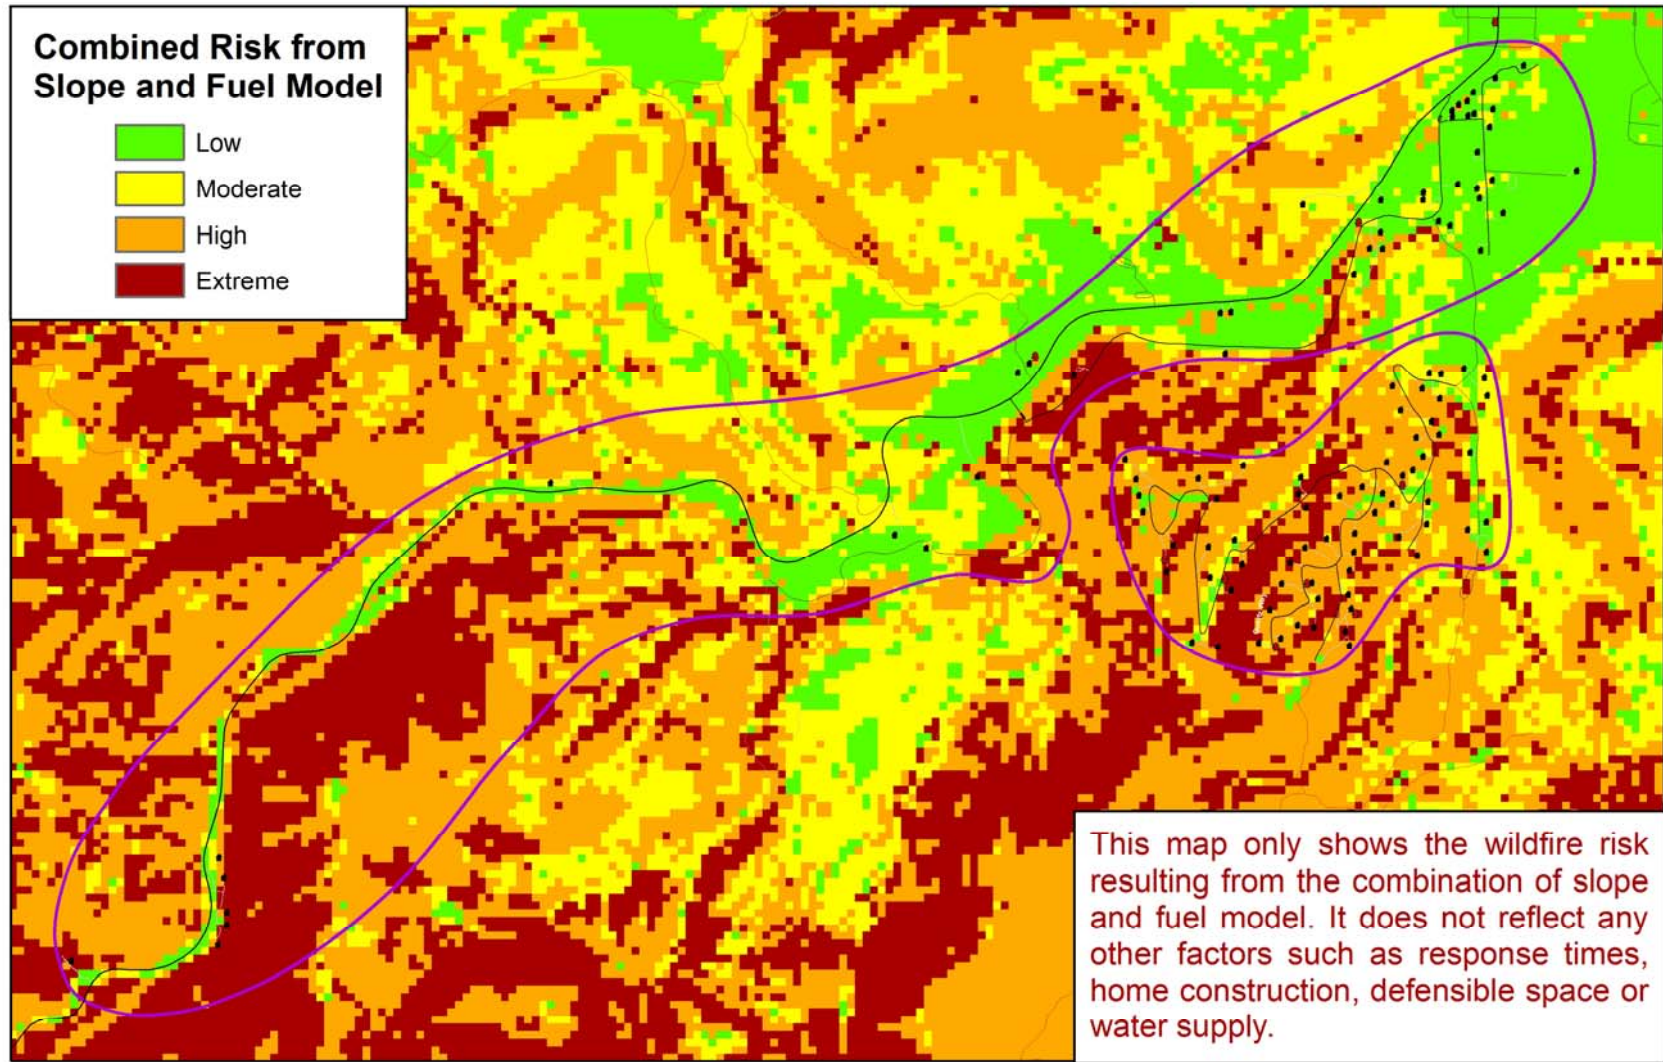 Combined Risk from
Slope and Fuel Model
Low
Moderate
High
Extreme
This map only shows the wildfire risk
resulting from the combination of slope
and fuel model. It does not reflect any
other factors such as response times,
home construction, defensible space or
water supply.